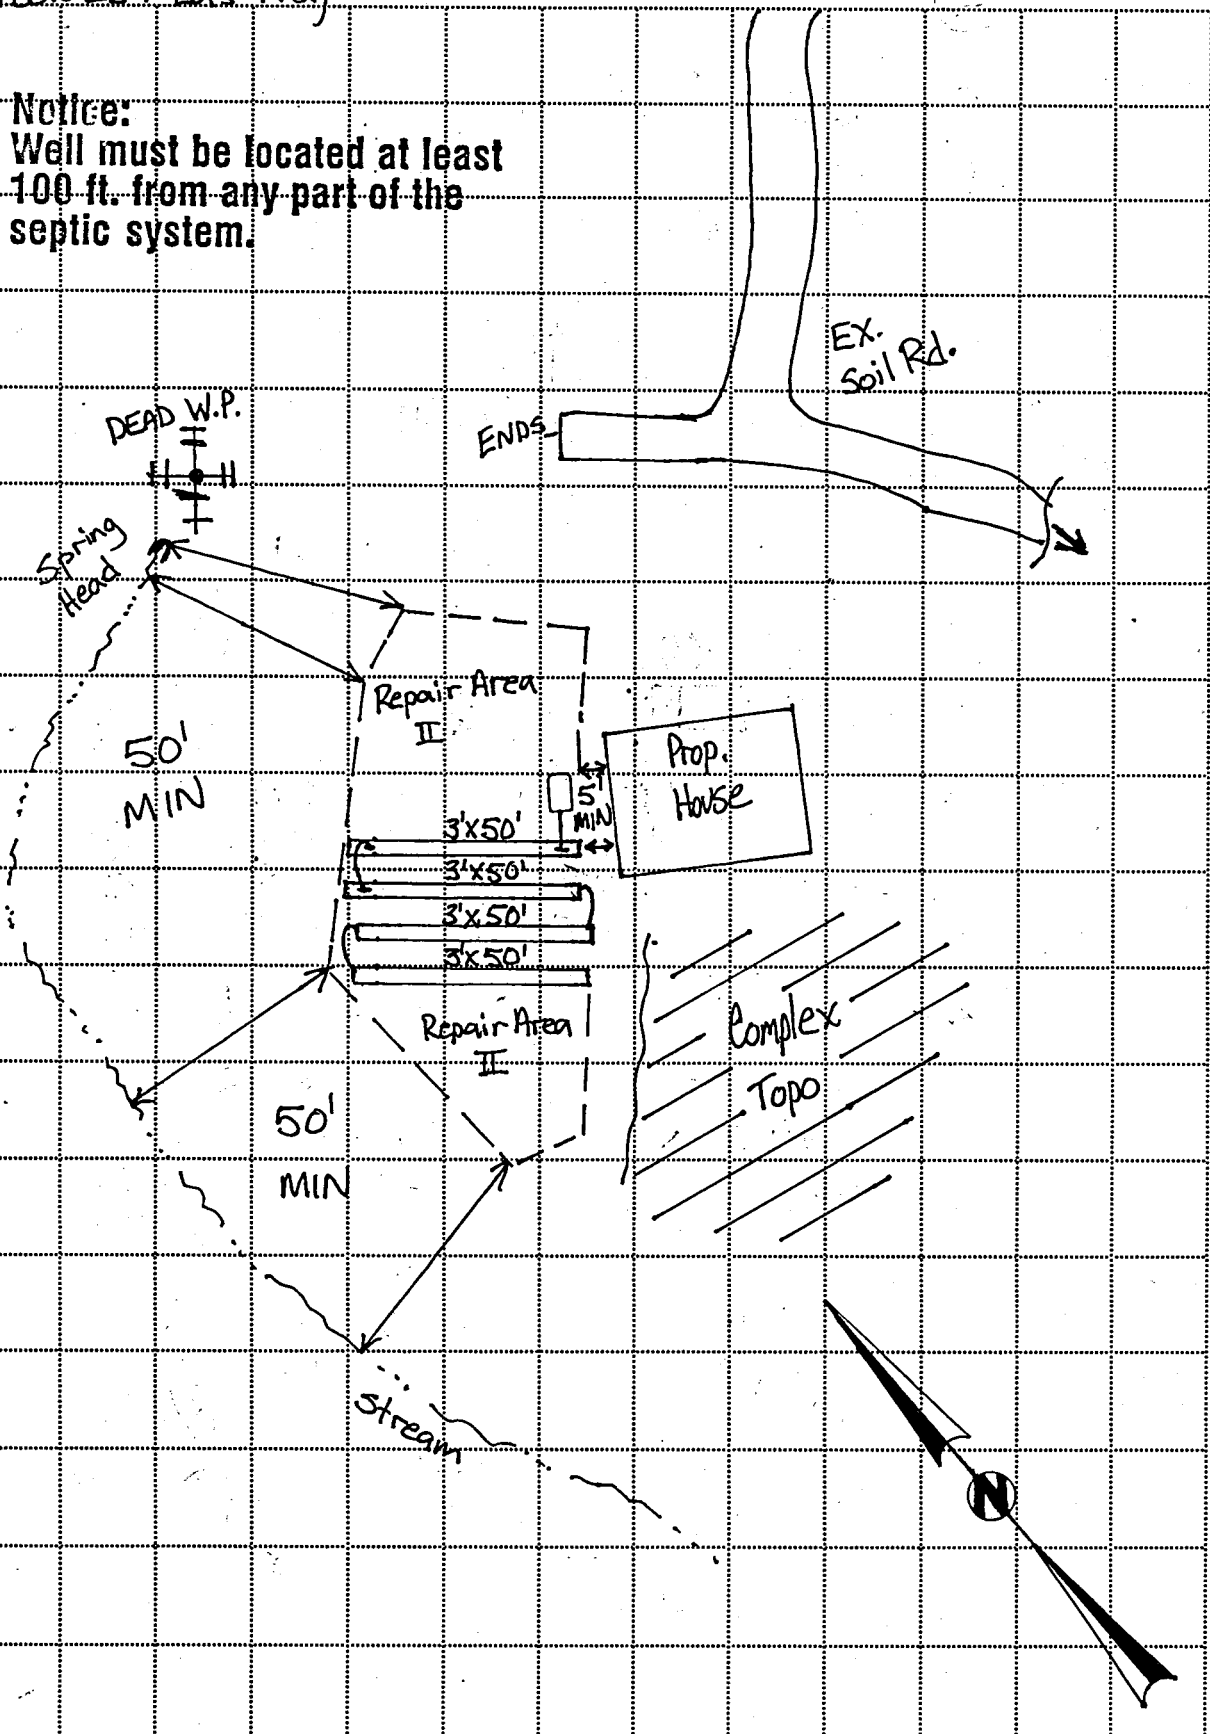 Notice:
Well must be located at least
100 ft. from any part of the
septic system.
EX.
Soil Rd.
DEAD W.P.
ENDS
Spring
Head
Repair Area
II
50'
MIN
Prop.
House
5'
MIN
3'X50'
3'X50'
3'X50'
3'X50'
Complex
Topo
Repair Area
II
50'
MIN
Stream
N